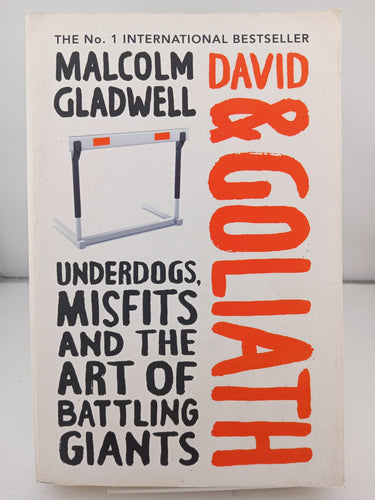 THE No. 1 INTERNATIONAL BESTSELLER
MALCOLM
GLADWELL
DAVID
& GOLIATH
UNDERDOGS,
MISFITS
AND THE
ART OF
BATTLING
GIANTS